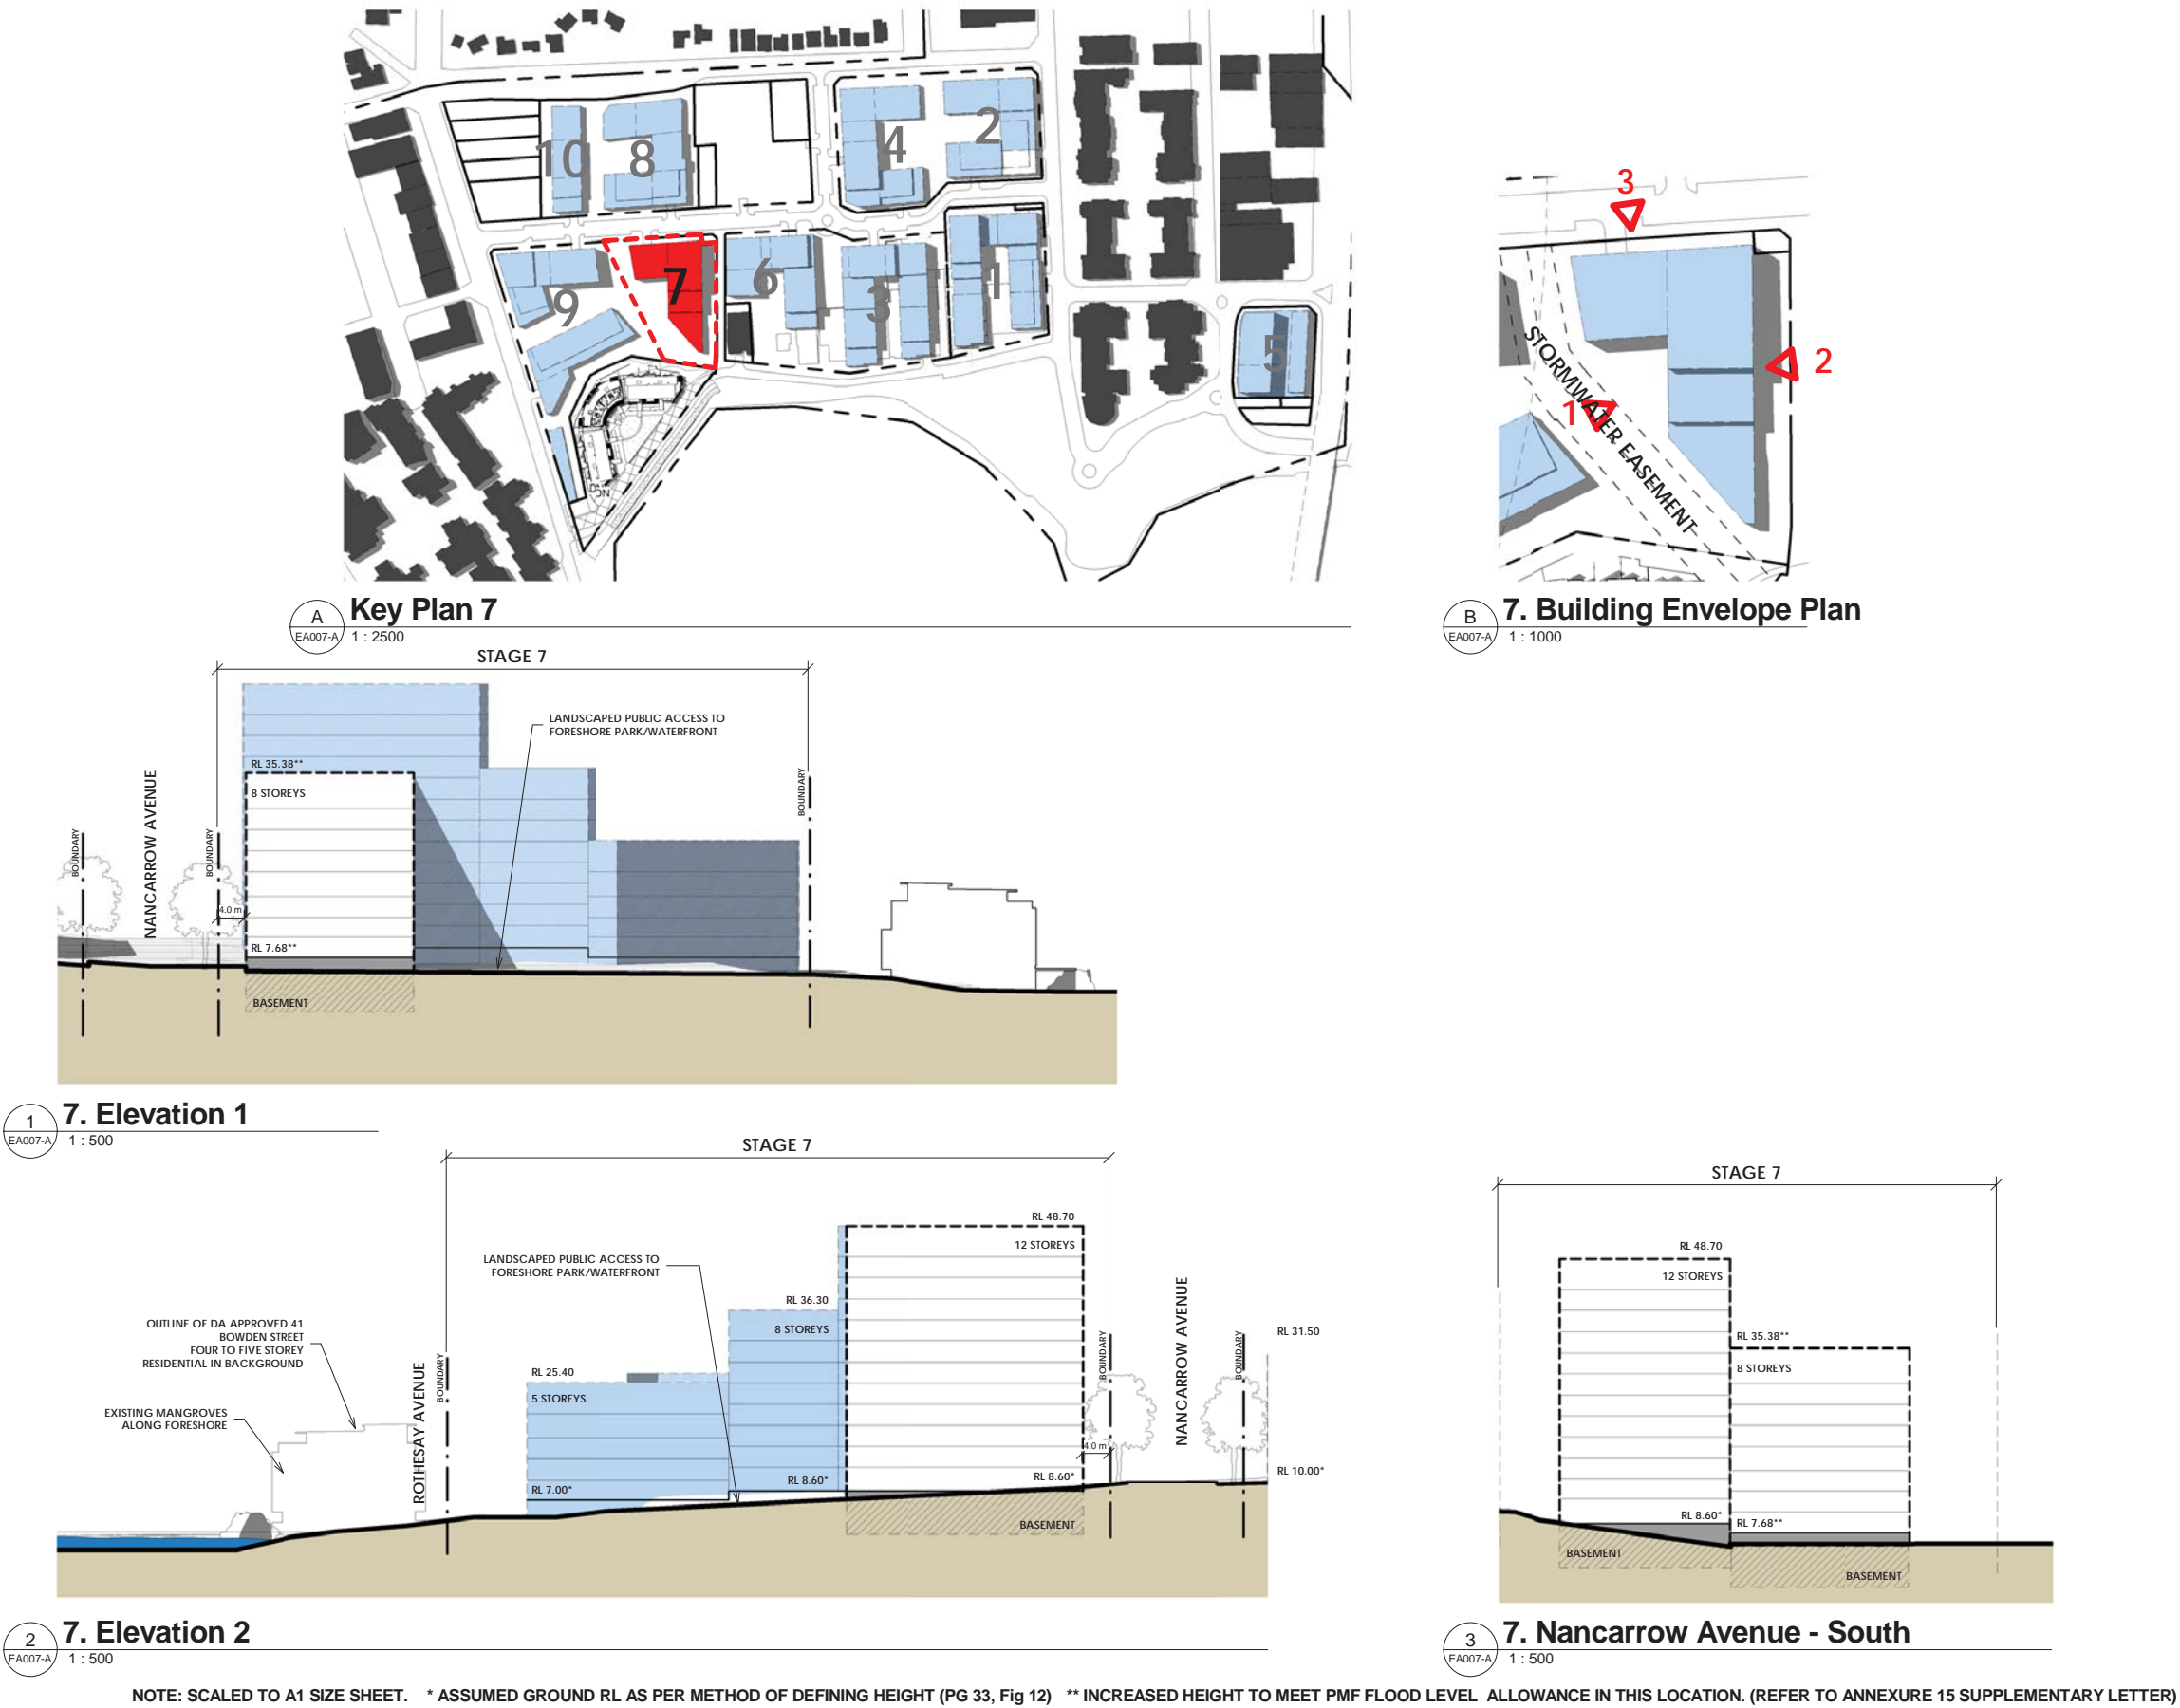 10
8
4
2
9
7
6
3
1
5
DN
A
EA007-A
Key Plan 7
1 : 2500
3
2
1
STORMWATER EASEMENT
B
EA007-A
7. Building Envelope Plan
1 : 1000
STAGE 7
LANDSCAPED PUBLIC ACCESS TO
FORESHORE PARK/WATERFRONT
RL 35.38**
8 STOREYS
BOUNDARY
NANCARROW AVENUE
BOUNDARY
BOUNDARY
4.0 m
RL 7.68**
BASEMENT
1
EA007-A
7. Elevation 1
1 : 500
STAGE 7
RL 48.70
12 STOREYS
LANDSCAPED PUBLIC ACCESS TO
FORESHORE PARK/WATERFRONT
RL 36.30
8 STOREYS
OUTLINE OF DA APPROVED 41
BOWDEN STREET
FOUR TO FIVE STOREY
RESIDENTIAL IN BACKGROUND
EXISTING MANGROVES
ALONG FORESHORE
ROTHESAY AVENUE
BOUNDARY
RL 25.40
5 STOREYS
RL 7.00*
RL 8.60*
RL 8.60*
4.0 m
BASEMENT
BOUNDARY
NANCARROW AVENUE
BOUNDARY
RL 31.50
RL 10.00*
2
EA007-A
7. Elevation 2
1 : 500
STAGE 7
RL 48.70
12 STOREYS
RL 35.38**
8 STOREYS
RL 8.60*
RL 7.68**
BASEMENT
BASEMENT
3
EA007-A
7. Nancarrow Avenue - South
1 : 500
NOTE: SCALED TO A1 SIZE SHEET. * ASSUMED GROUND RL AS PER METHOD OF DEFINING HEIGHT (PG 33, Fig 12) ** INCREASED HEIGHT TO MEET PMF FLOOD LEVEL ALLOWANCE IN THIS LOCATION. (REFER TO ANNEXURE 15 SUPPLEMENTARY LETTER)